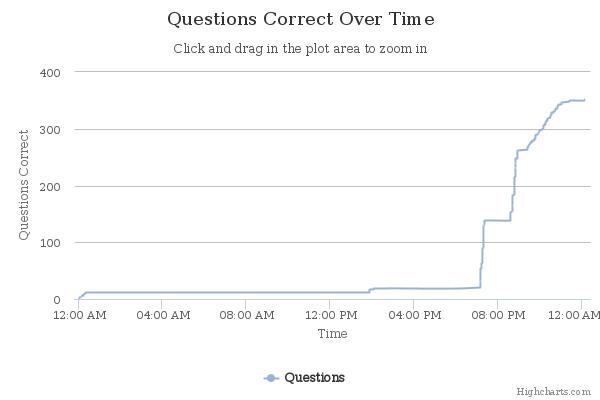 Questions Correct Over Time
Click and drag in the plot area to zoom in
Questions Correct
400
300
200
100
0
12:00 AM 04:00 AM 08:00 AM 12:00 PM 04:00 PM 08:00 PM 12:00 AM
Time
Questions
Highcharts.com